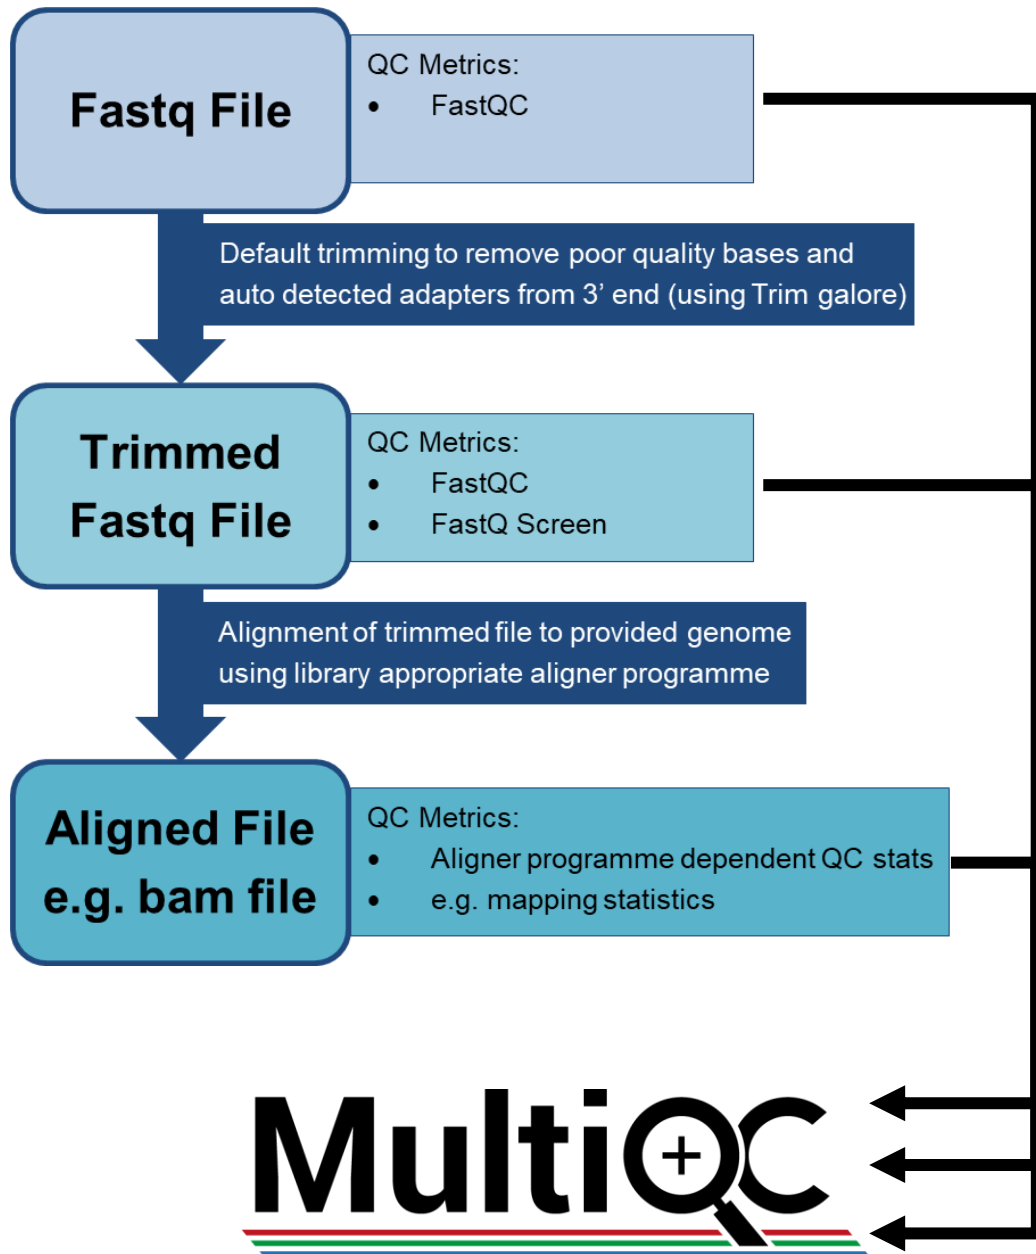 Fastq File
QC Metrics:
• FastQC
Default trimming to remove poor quality bases and
auto detected adapters from 3’ end (using Trim galore)
Trimmed
Fastq File
QC Metrics:
• FastQC
• FastQ Screen
Alignment of trimmed file to provided genome
using library appropriate aligner programme
Aligned File
e.g. bam file
QC Metrics:
• Aligner programme dependent QC stats
• e.g. mapping statistics
MultiQC